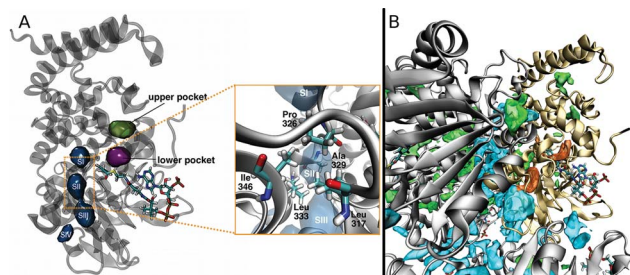 A
upper pocket
lower pocket
SI
SII
SIII
SIV
SI
Pro
326
Ala
329
SII
Ile
346
Leu
333
SIII
Leu
317
B